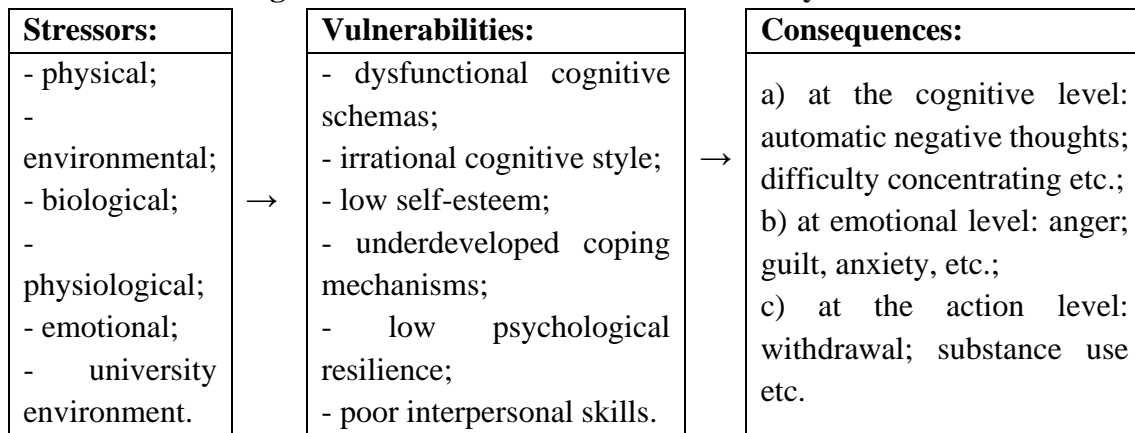 Stressors:
- physical;
-
environmental;
- biological;
-
physiological;
- emotional;
- university
environment.
→
Vulnerabilities:
- dysfunctional cognitive
schemas;
- irrational cognitive style;
- low self-esteem;
- underdeveloped coping
mechanisms;
- low psychological
resilience;
- poor interpersonal skills.
→
Consequences:
a) at the cognitive level:
automatic negative thoughts;
difficulty concentrating etc.;
b) at emotional level: anger;
guilt, anxiety, etc.;
c) at the action level:
withdrawal; substance use
etc.